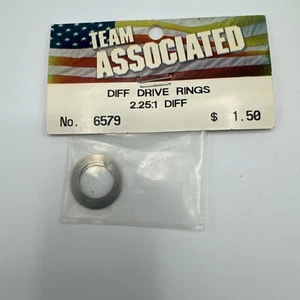 TEAM
ASSOCIATED
DIFF DRIVE RINGS
2.25:1 DIFF
No. 6579 $ 1.50